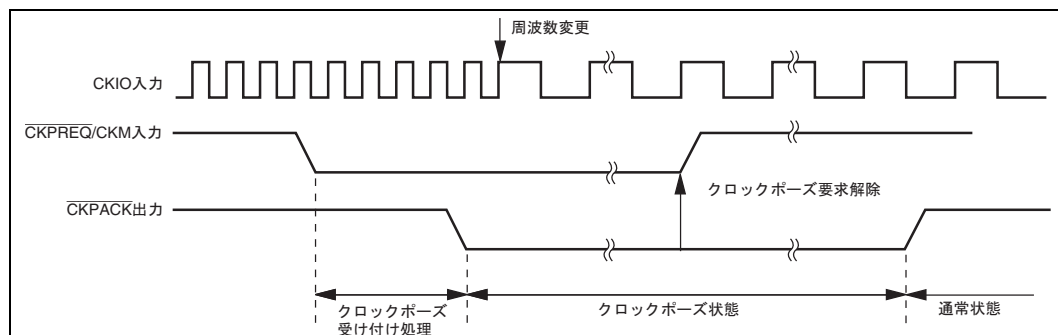 周波数変更
CKIO入力
CKPREQ/CKM入力
クロックポーズ要求解除
CKPACK出力
クロックポーズ
受け付け処理
クロックポーズ状態
通常状態